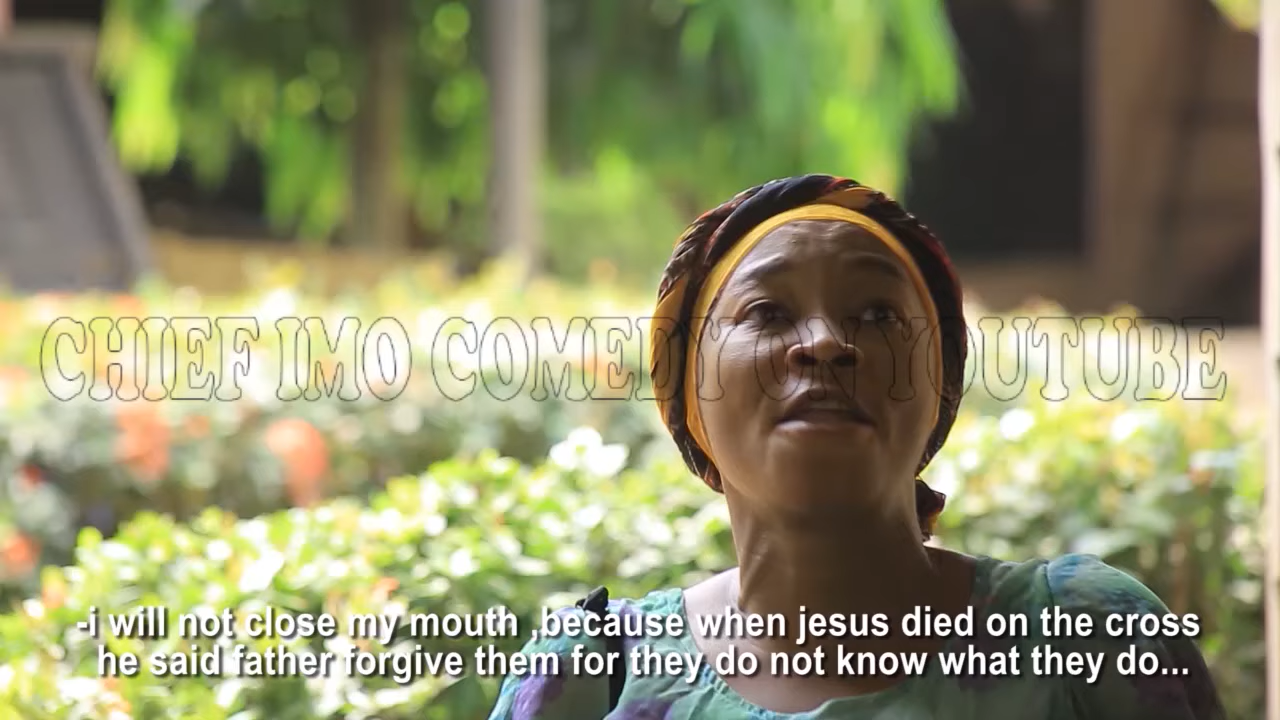 CHIEF IMO COMEDY ON YOUTUBE
-i will not close my mouth ,because when jesus died on the cross
he said father forgive them for they do not know what they do...